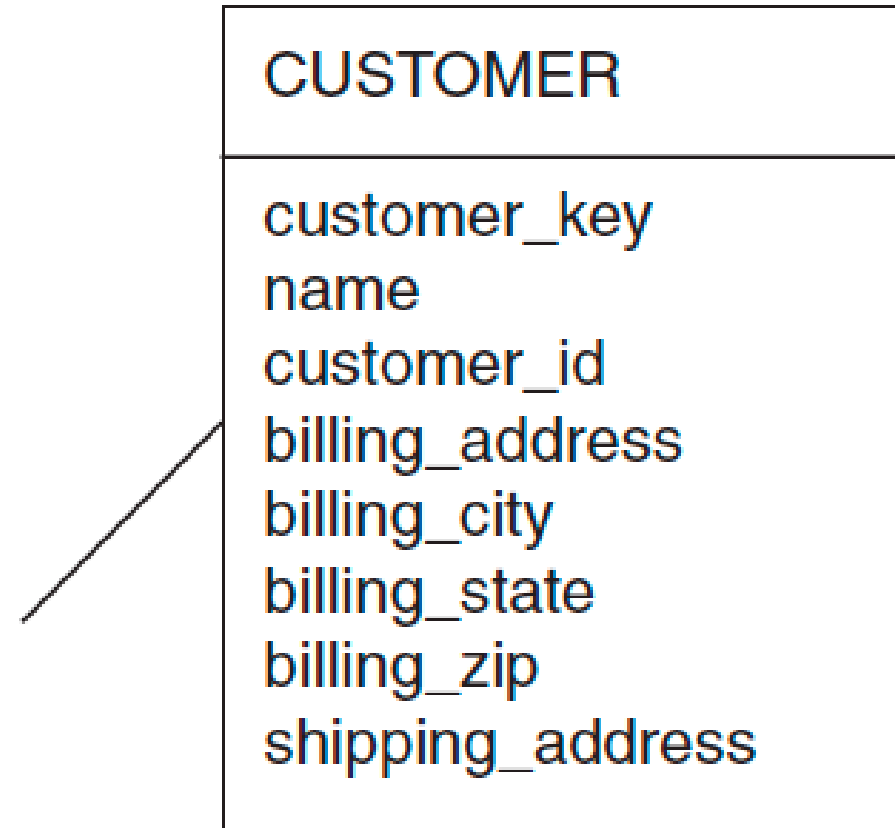 CUSTOMER
customer_key
name
customer_id
billing_address
billing_city
billing_state
billing_zip
shipping_address